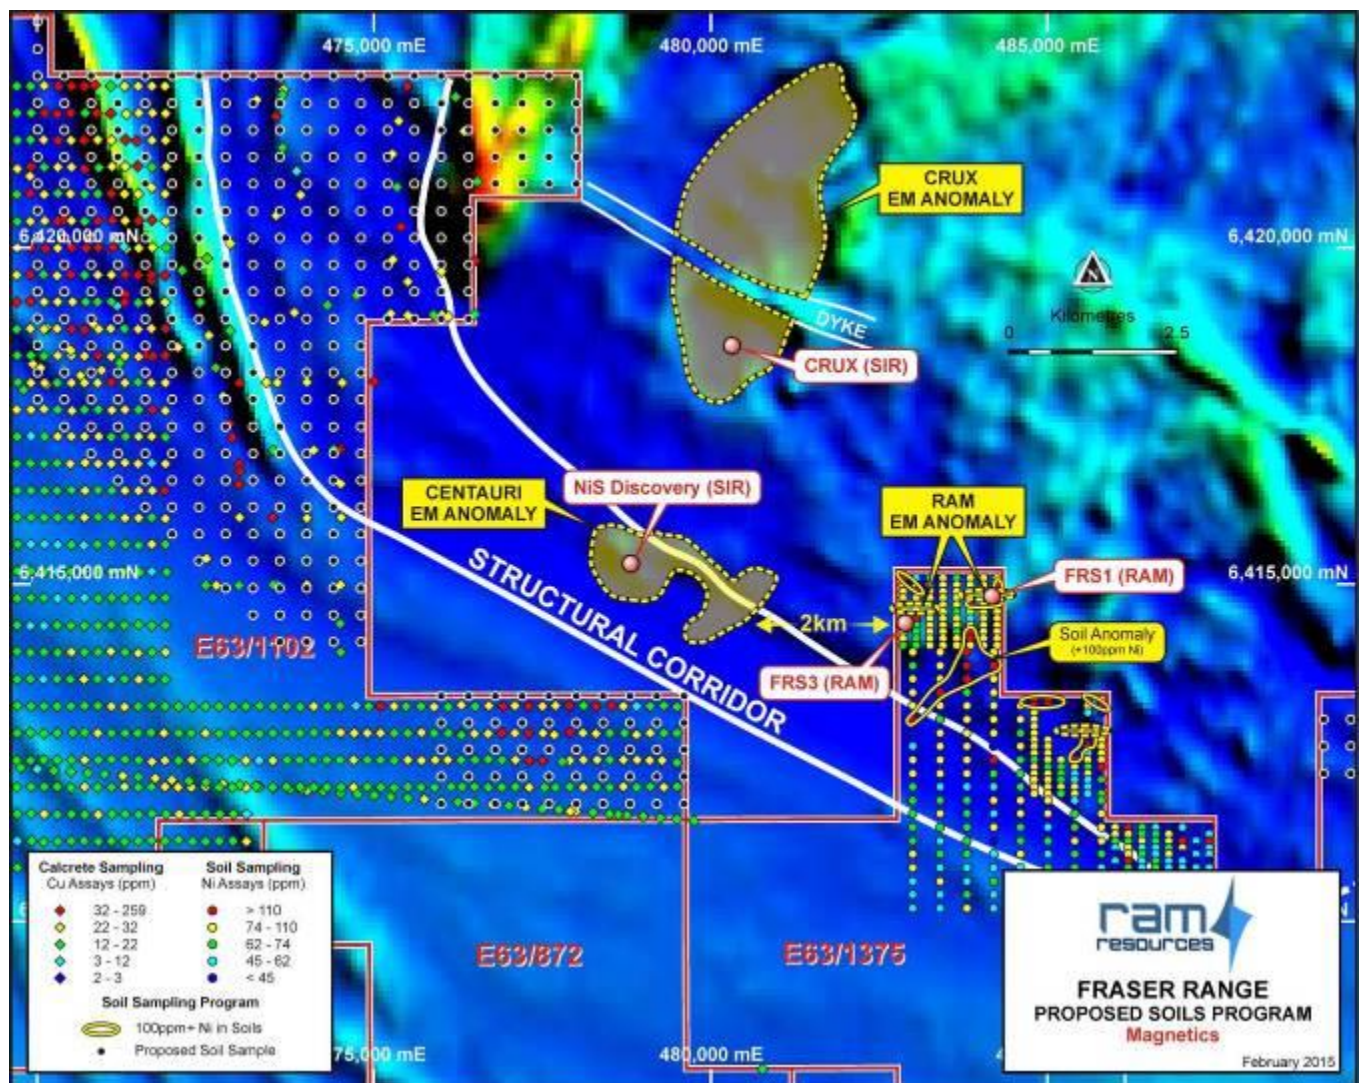 475,000 mE
480,000 mE
485,000 mE
CRUX
EM ANOMALY
6,420,000 mN
6,420,000 mN
N
Kilometres
0
2.5
DYKE
CRUX (SIR)
NiS Discovery (SIR)
CENTAURI
EM ANOMALY
RAM
EM ANOMALY
STRUCTURAL CORRIDOR
6,415,000 mN
6,415,000 mN
FRS1 (RAM)
2km
Soil Anomaly
(+100ppm Ni)
E63/1102
FRS3 (RAM)
Calcrete Sampling
Cu Assays (ppm)
32 - 259
22 - 32
12 - 22
3 - 12
2 - 3
Soil Sampling
Ni Assays (ppm)
> 110
74 - 110
62 - 74
45 - 62
< 45
Soil Sampling Program
100ppm+ Ni in Soils
Proposed Soil Sample
E63/872
E63/1375
75,000 mE
480,000 mE
ram
resources
FRASER RANGE
PROPOSED SOILS PROGRAM
Magnetics
February 2015